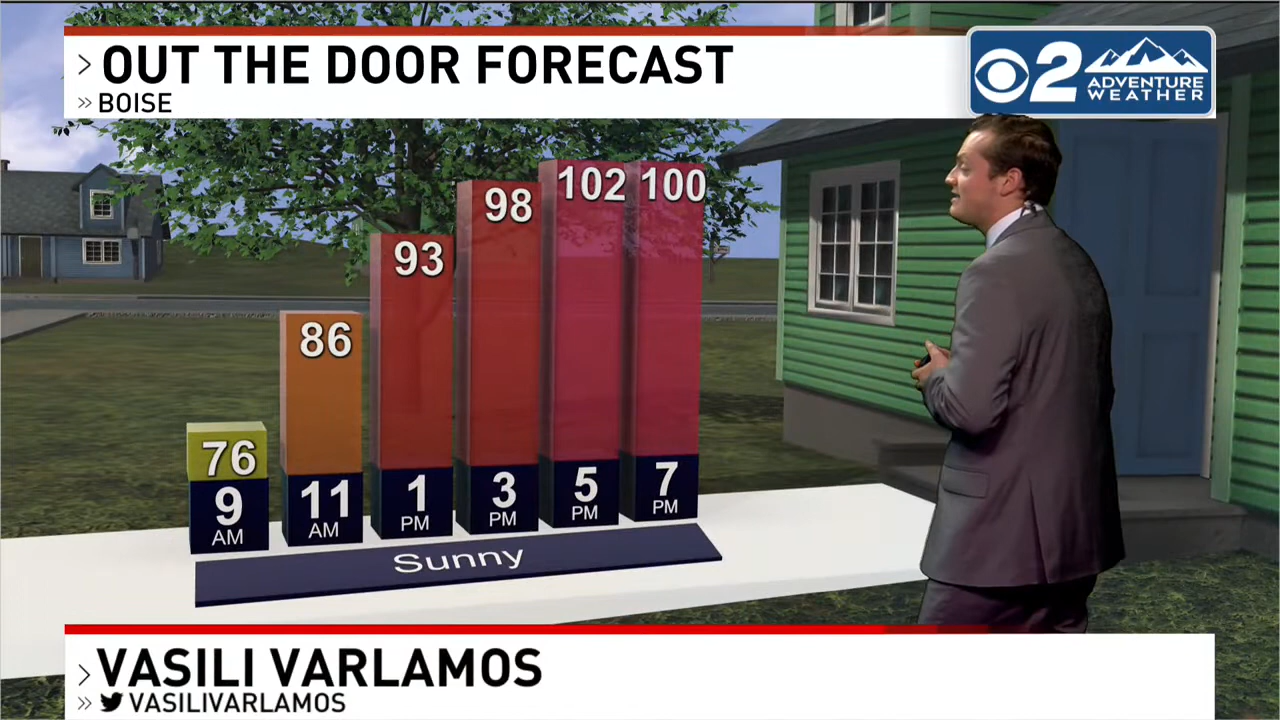 OUT THE DOOR FORECAST
BOISE
2
ADVENTURE
WEATHER
76
86
93
98
102
100
9
AM
11
AM
1
PM
3
PM
5
PM
7
PM
Sunny
VASILI VARLAMOS
VASILIVARLAMOS